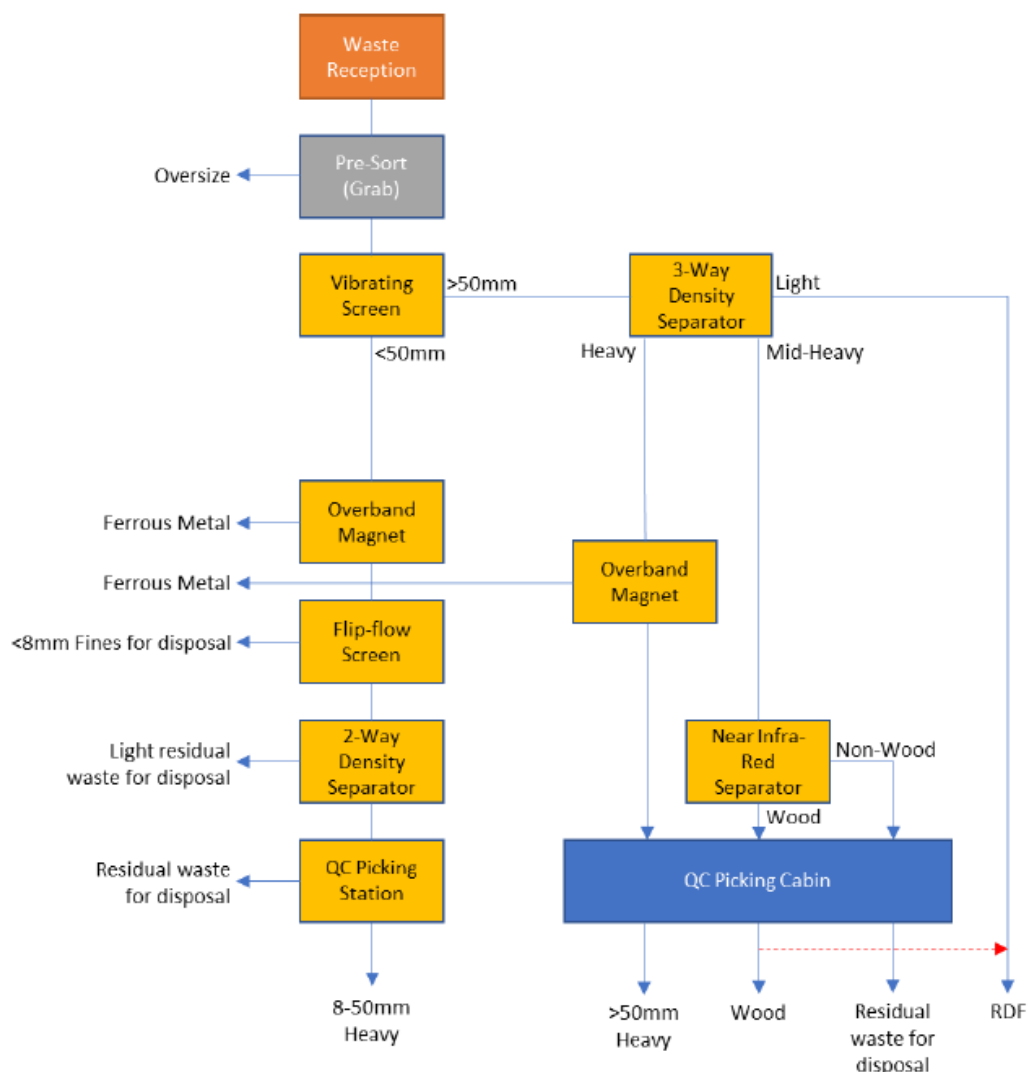 Waste
Reception
Oversize
Pre-Sort
(Grab)
Vibrating
Screen
>50mm
3-Way
Density
Separator
Light
<50mm
Heavy
Mid-Heavy
Ferrous Metal
Overband
Magnet
Ferrous Metal
Overband
Magnet
<8mm Fines for disposal
Flip-flow
Screen
Light residual
waste for disposal
2-Way
Density
Separator
Near Infra-
Red
Separator
Non-Wood
Wood
Residual waste
for disposal
QC Picking
Station
QC Picking Cabin
8-50mm
Heavy
>50mm
Heavy
Wood
Residual
waste for
disposal
RDF